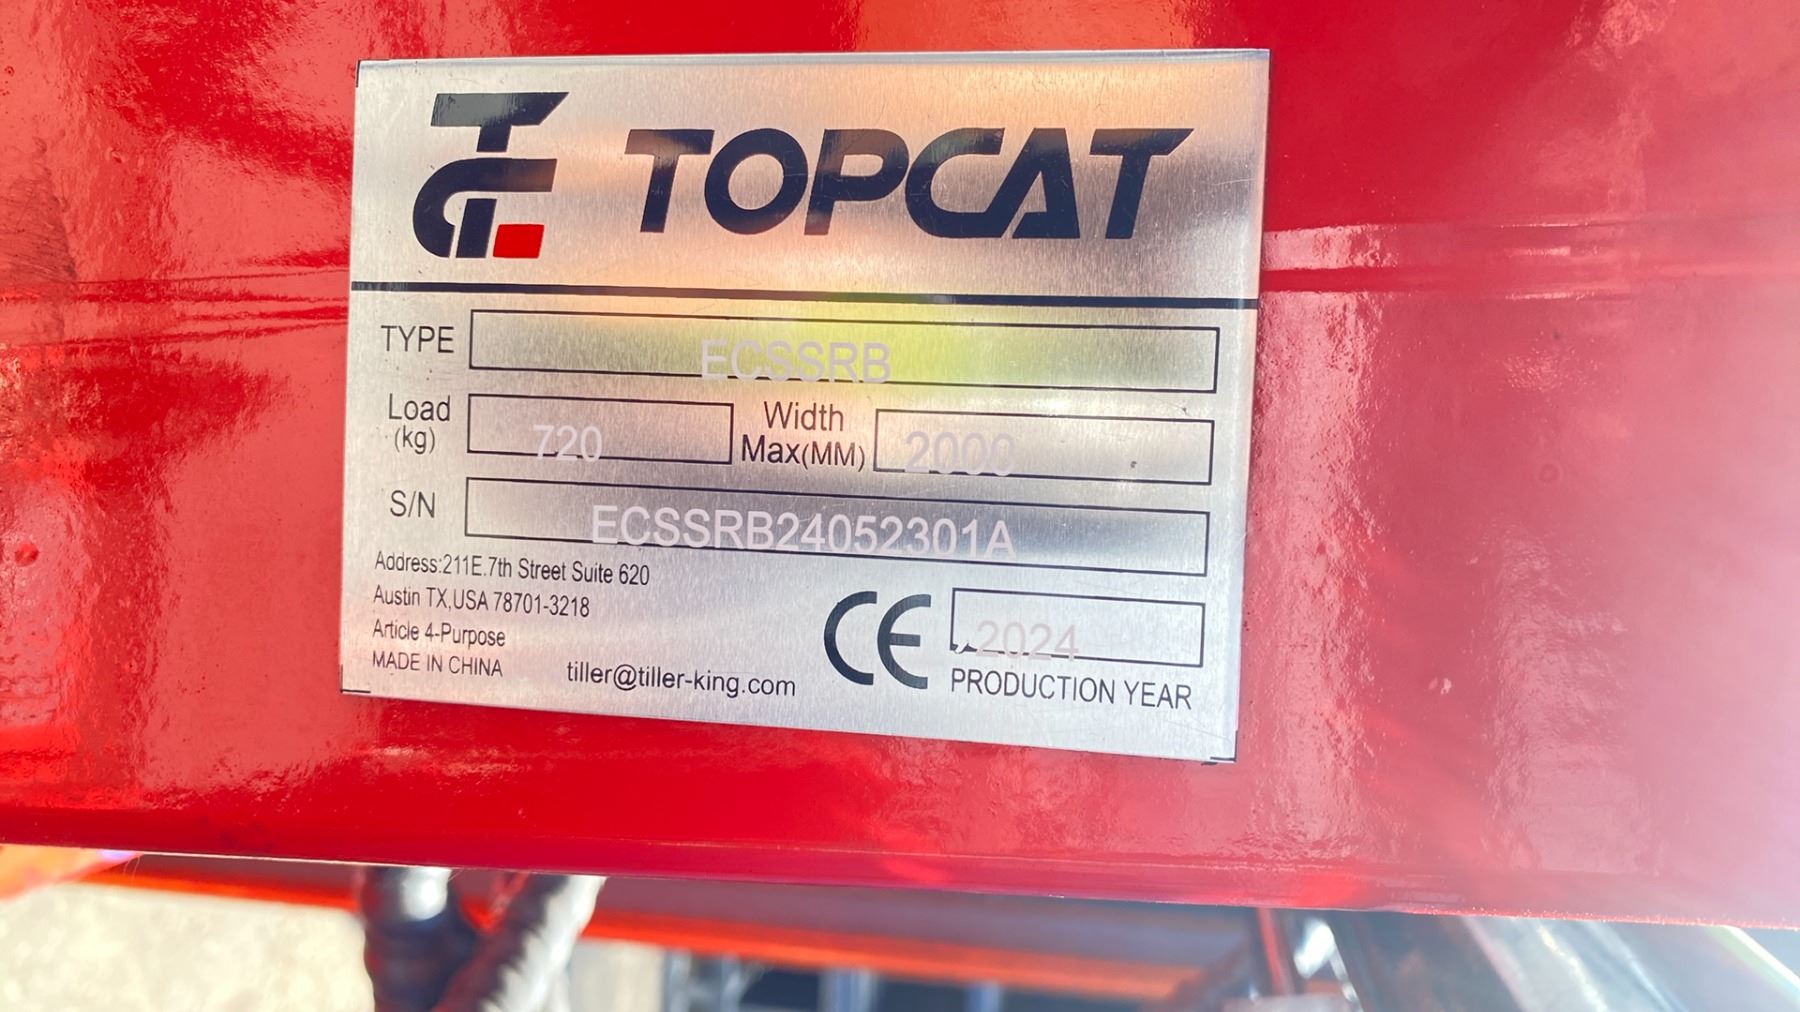 TC TOPCAT
TYPE ECSSRB
Load (kg) 720 Width Max(MM) 2000
S/N ECSSRB24052301A
Address:211E.7th Street Suite 620
Austin TX,USA 78701-3218
Article 4-Purpose
MADE IN CHINA
tiller@tiller-king.com
CE
2024
PRODUCTION YEAR